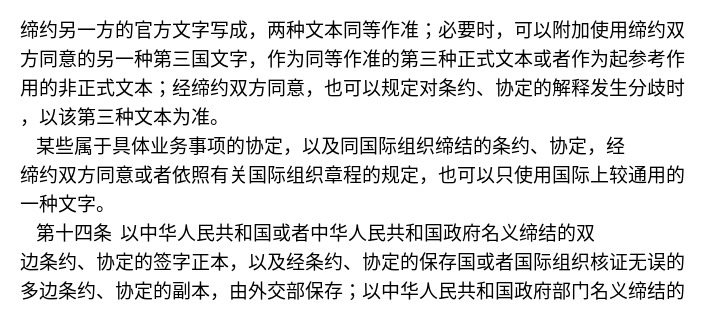 缔约另一方的官方文字写成，两种文本同等作准；必要时，可以附加使用缔约双
方同意的另一种第三国文字，作为同等作准的第三种正式文本或者作为起参考作
用的非正式文本；经缔约双方同意，也可以规定对条约、协定的解释发生分歧时
，以该第三种文本为准。
某些属于具体业务事项的协定，以及同国际组织缔结的条约、协定，经
缔约双方同意或者依照有关国际组织章程的规定，也可以只使用国际上较通用的
一种文字。
第十四条 以中华人民共和国或者中华人民共和国政府名义缔结的双
边条约、协定的签字正本，以及经条约、协定的保存国或者国际组织核证无误的
多边条约、协定的副本，由外交部保存；以中华人民共和国政府部门名义缔结的